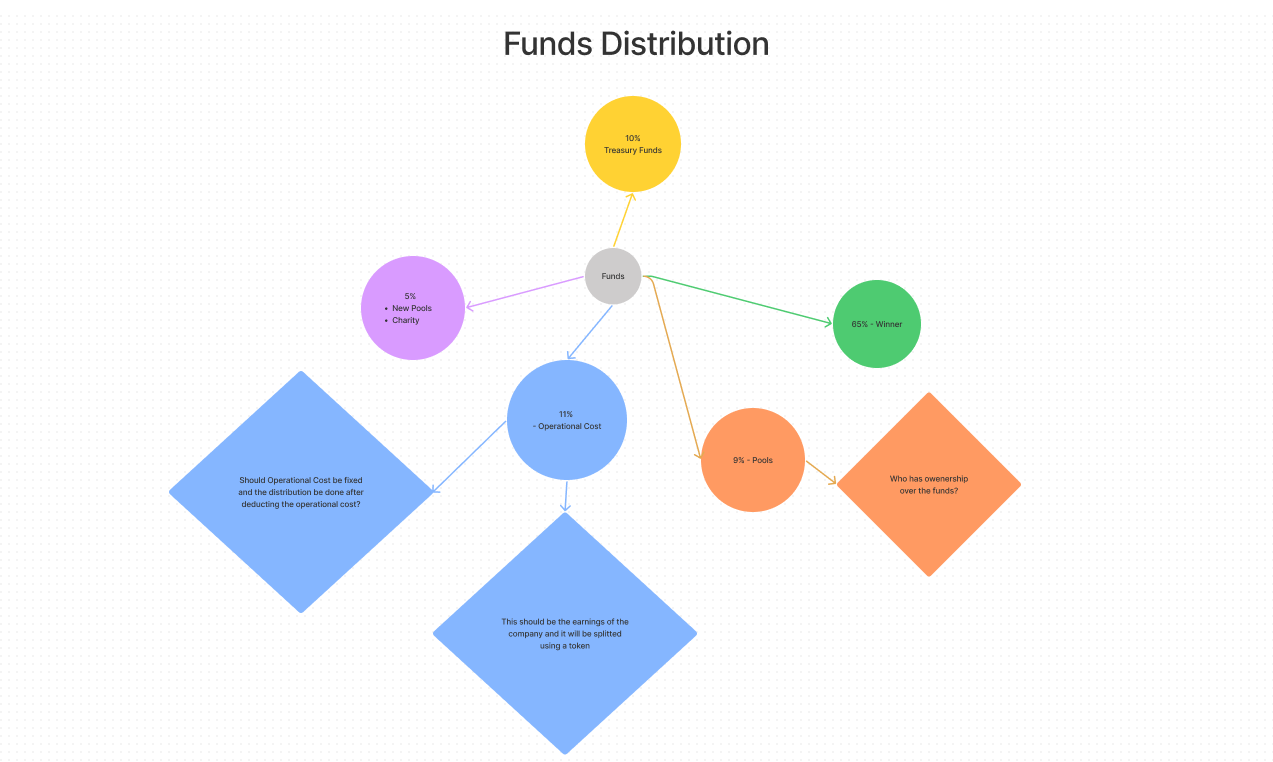 Funds Distribution
10%
Treasury Funds
Funds
5%
• New Pools
• Charity
65% - Winner
11%
- Operational Cost
9% - Pools
Should Operational Cost be fixed
and the distribution be done after
deducting the operational cost?
Who has owenership
over the funds?
This should be the earnings of the
company and it will be splitted
using a token